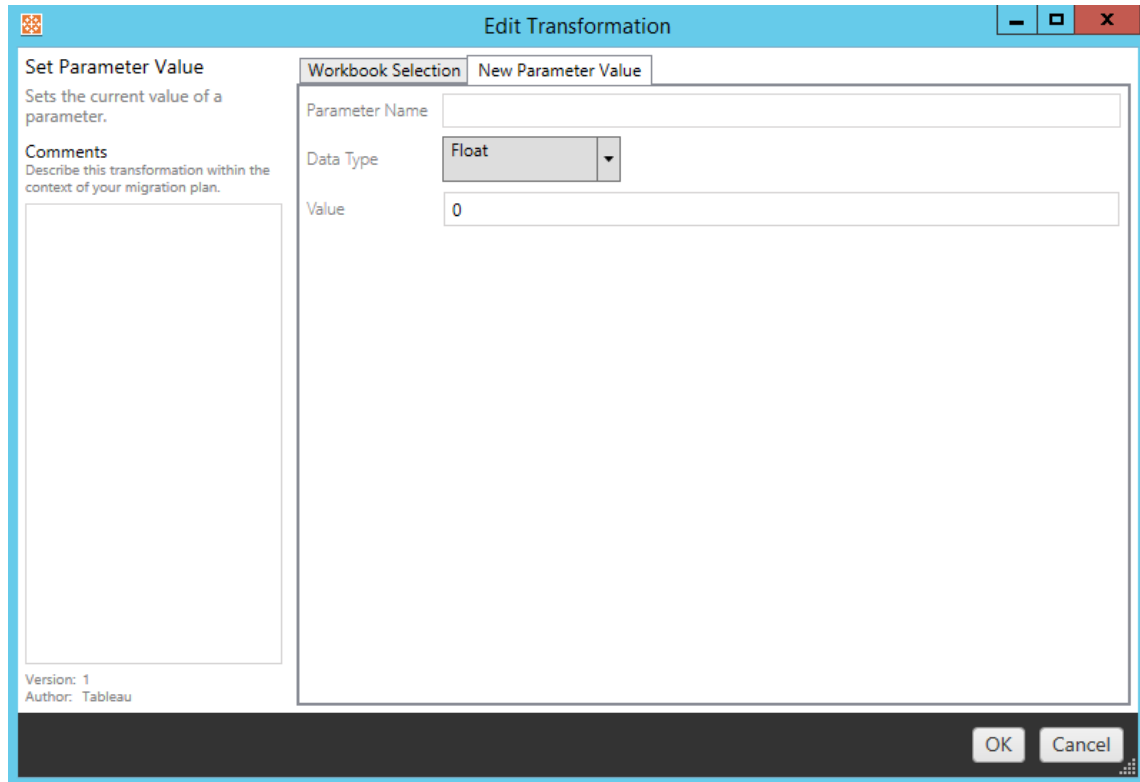 Edit Transformation
Set Parameter Value
Sets the current value of a
parameter.
Comments
Describe this transformation within the
context of your migration plan.
Version: 1
Author: Tableau
Workbook Selection
New Parameter Value
Parameter Name
Data Type
Float
Value
0
OK
Cancel